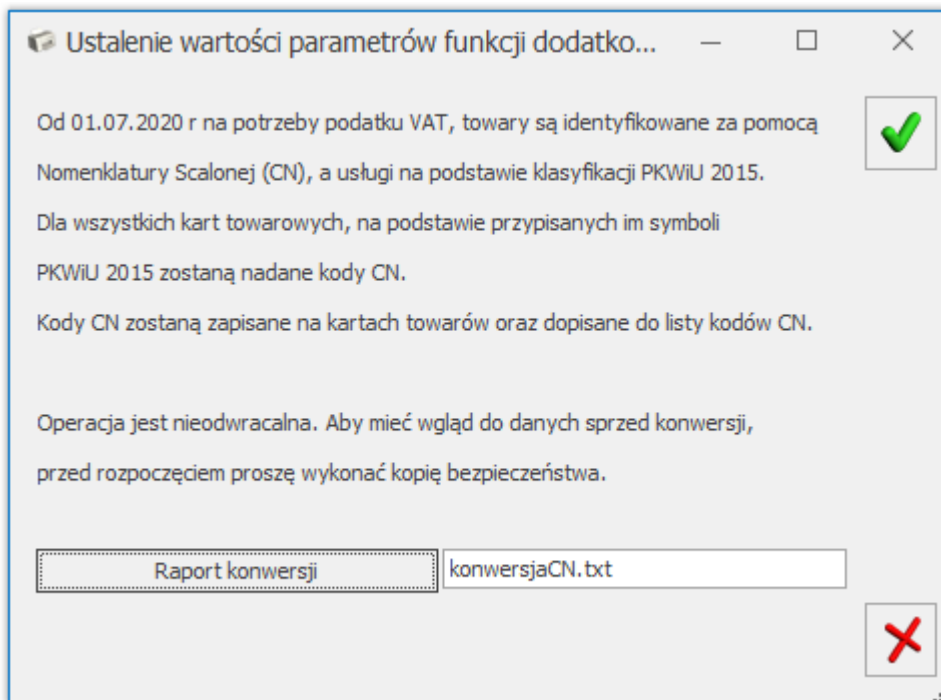 Ustalenie wartości parametrów funkcji dodatko...
Od 01.07.2020 r na potrzeby podatku VAT, towary są identyfikowane za pomocą
Nomenklatury Scalonej (CN), a usługi na podstawie klasyfikacji PKWiU 2015.
Dla wszystkich kart towarowych, na podstawie przypisanych im symboli
PKWiU 2015 zostaną nadane kody CN.
Kody CN zostaną zapisane na kartach towarów oraz dopisane do listy kodów CN.
Operacja jest nieodwracalna. Aby mieć wgląd do danych sprzed konwersji,
przed rozpoczęciem proszę wykonać kopię bezpieczeństwa.
Raport konwersji konwersjaCN.txt